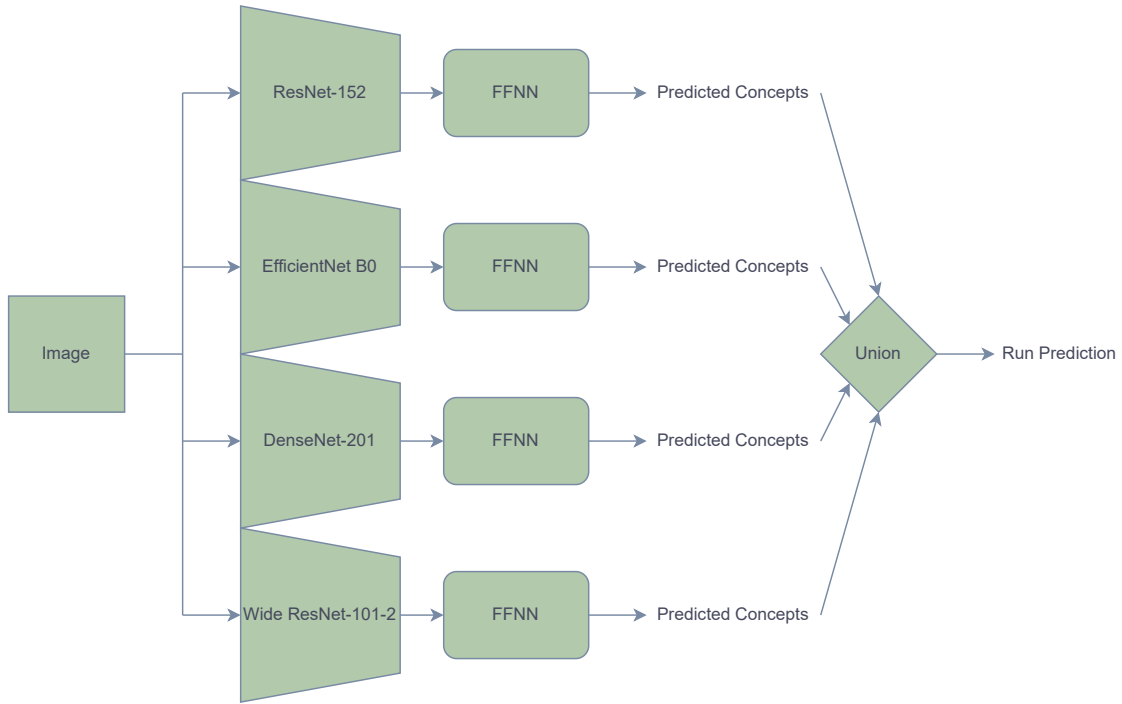 ResNet-152
FFNN
Predicted Concepts
EfficientNet B0
FFNN
Predicted Concepts
Image
Union
Run Prediction
DenseNet-201
FFNN
Predicted Concepts
Wide ResNet-101-2
FFNN
Predicted Concepts